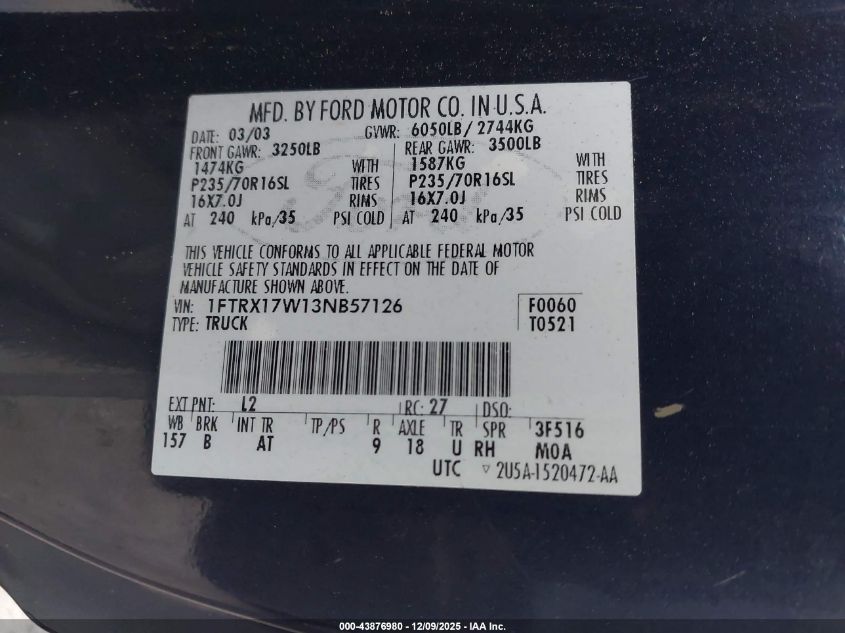 MFD. BY FORD MOTOR CO. IN U.S.A.
DATE: 03/03 GVWR: 6050LB/ 2744KG
FRONT GAWR: 3250LB REAR GAWR: 3500LB
1474KG WITH 1587KG WITH
P235/70R16SL TIRES P235/70R16SL TIRES
16X7.0J RIMS 16X7.0J RIMS
AT 240 kPa/35 PSI COLD AT 240 kPa/35 PSI COLD
THIS VEHICLE CONFORMS TO ALL APPLICABLE FEDERAL MOTOR
VEHICLE SAFETY STANDARDS IN EFFECT ON THE DATE OF
MANUFACTURE SHOWN ABOVE.
VIN: 1FTRX17W13NB57126 F0060
TYPE: TRUCK T0521
EXT PNT: L2 RC: 27 DSO:
WB BRK INT TR TP/PS R AXLE TR SPR 3F516
157 B AT 9 18 U RH MOA
UTC ▽ 2U5A-1520472-AA
000-43876980 - 12/09/2025 - IAA Inc.